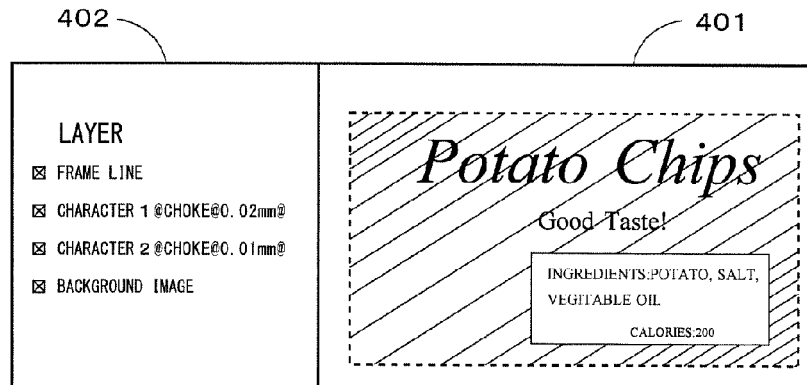 402
401
LAYER
☒ FRAME LINE
☒ CHARACTER 1 @CHOKE@0.02mm@
☒ CHARACTER 2 @CHOKE@0.01mm@
☒ BACKGROUND IMAGE
Potato Chips
Good Taste!
INGREDIENTS:POTATO, SALT,
VEGITABLE OIL
CALORIES:200